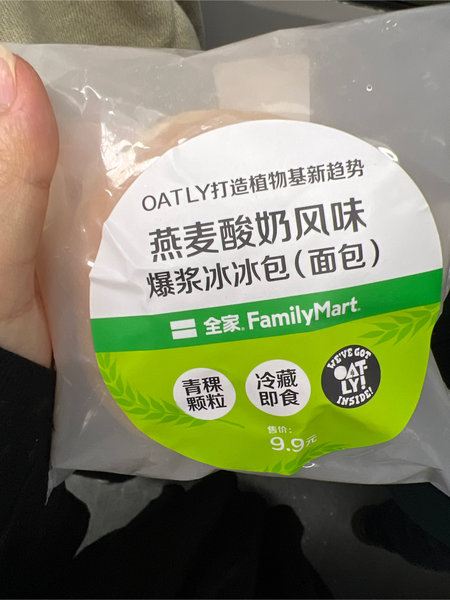 OATLY打造植物基新趋势
燕麦酸奶风味
爆浆冰冰包(面包)
全家 FamilyMart
青稞
颗粒
冷藏
即食
WE'VE GOT
OAT-
LY!
INSIDE!
售价:
9.9元